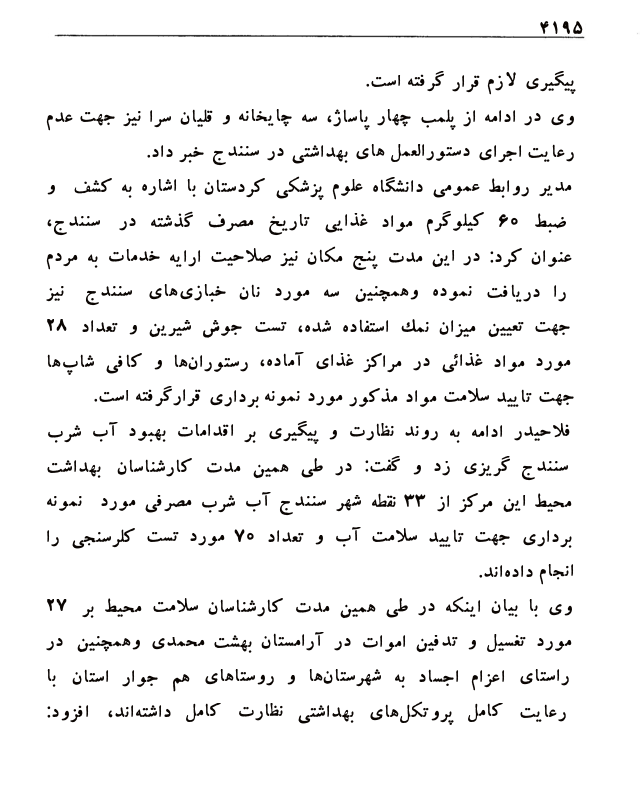 ۴۱۹۵
پیگیری لازم قرار گرفته است.
وی در ادامه از پلمب چهار پاساژ، سه چایخانه و قلیان سرا نیز جهت عدم
رعایت اجرای دستورالعمل های بهداشتی در سنندج خبر داد.
مدیر روابط عمومی دانشگاه علوم پزشکی کردستان با اشاره به کشف و
ضبط ۶۰ کیلوگرم مواد غذایی تاریخ مصرف گذشته در سنندج،
عنوان کرد: در این مدت پنج مکان نیز صلاحیت ارایه خدمات به مردم
را دریافت نموده وهمچنین سه مورد نان خبازی‌های سنندج نیز
جهت تعیین میزان نمك استفاده شده، تست جوش شیرین و تعداد ۲۸
مورد مواد غذائی در مراکز غذای آماده، رستوران‌ها و کافی شاپ‌ها
جهت تایید سلامت مواد مذکور مورد نمونه برداری قرارگرفته است.
فلاحیدر ادامه به روند نظارت و پیگیری بر اقدامات بهبود آب شرب
سنندج گریزی زد و گفت: در طی همین مدت کارشناسان بهداشت
محیط این مرکز از ۳۳ نقطه شهر سنندج آب شرب مصرفی مورد نمونه
برداری جهت تایید سلامت آب و تعداد ۷۰ مورد تست کلرسنجی را
انجام داده‌اند.
وی با بیان اینکه در طی همین مدت کارشناسان سلامت محیط بر ۲۷
مورد تغسیل و تدفین اموات در آرامستان بهشت محمدی وهمچنین در
راستای اعزام اجساد به شهرستان‌ها و روستاهای هم جوار استان با
رعایت کامل پروتکل‌های بهداشتی نظارت کامل داشته‌اند، افزود: